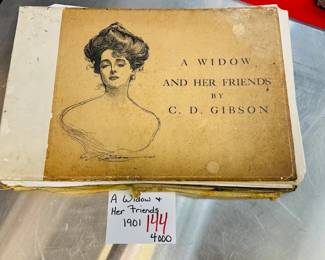 A WIDOW
AND HER FRIENDS
BY
C. D. GIBSON
A Widow +
Her Friends
1901
144
4000